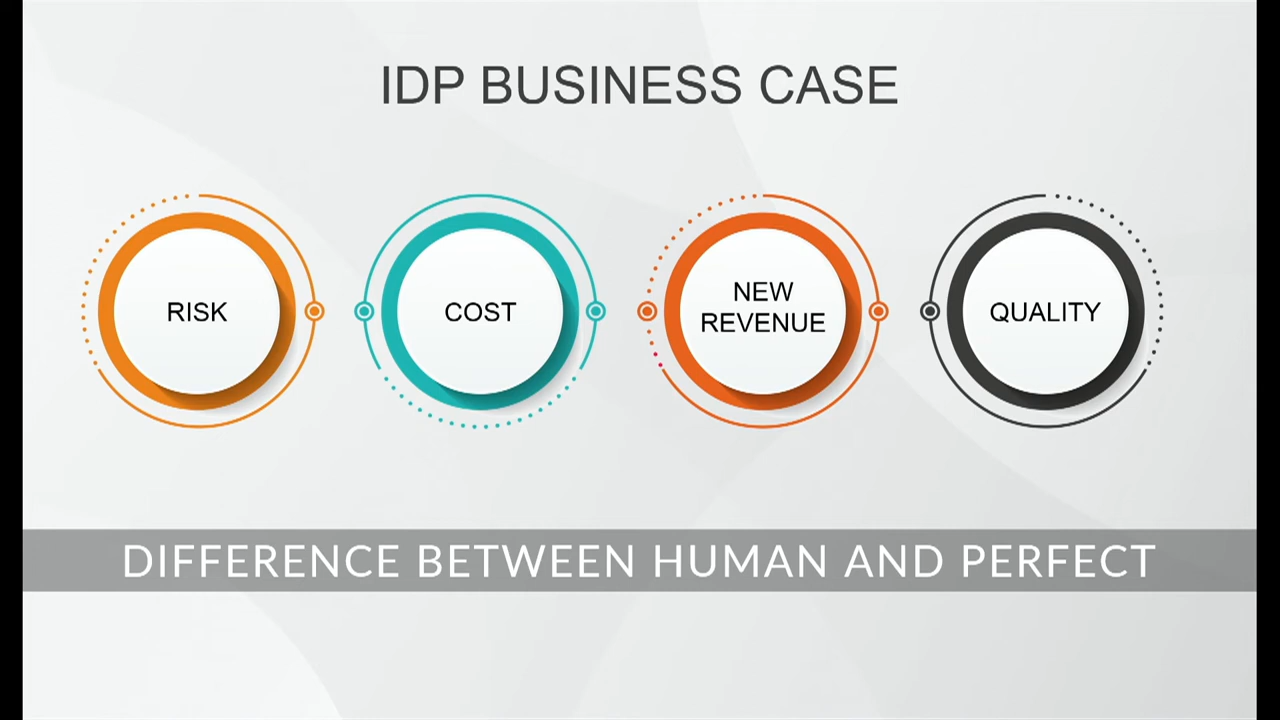 IDP BUSINESS CASE
RISK
COST
NEW
REVENUE
QUALITY
DIFFERENCE BETWEEN HUMAN AND PERFECT